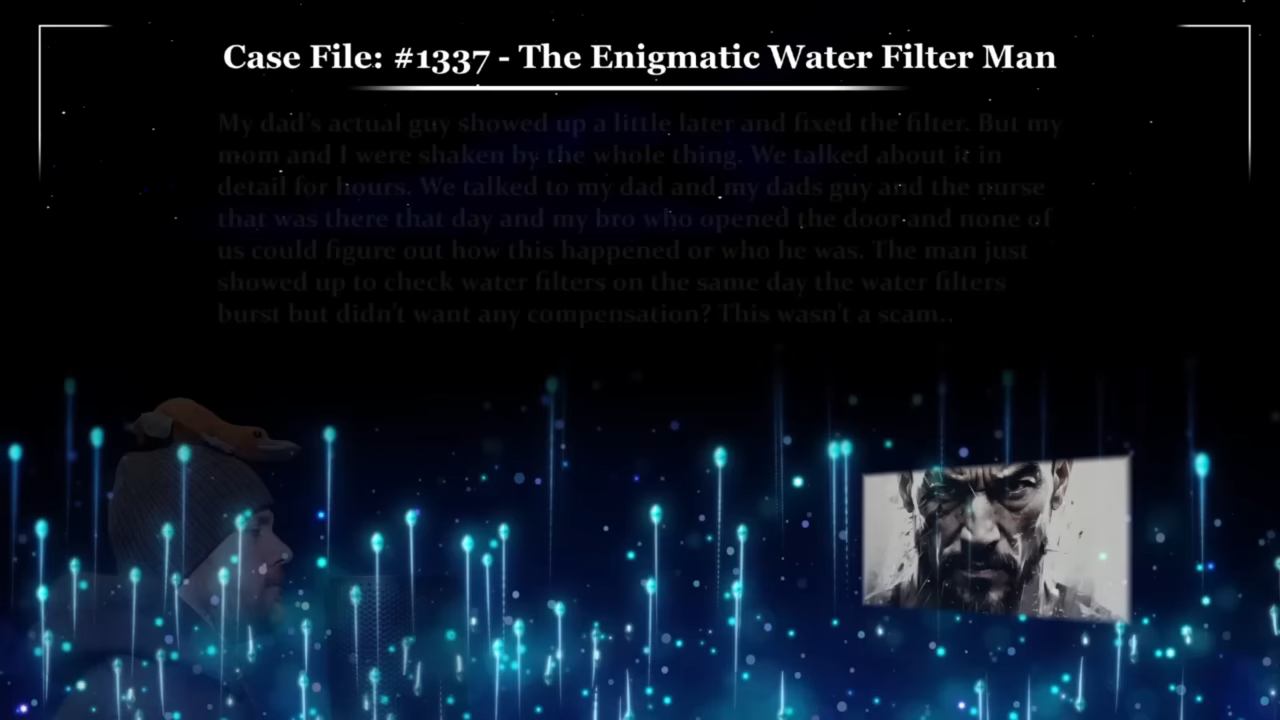 Case File: #1337 - The Enigmatic Water Filter Man
My dad's actual guy showed up a little later and fixed the filter. But my
mom and I were shaken by the whole thing. We talked about it in
detail for hours. We talked to my dad and my dads guy and the nurse
that was there that day and my bro who opened the door and none of
us could figure out how this happened or who he was. The man just
showed up to check water filters on the same day the water filters
burst but didn't want any compensation? This wasn't a scam..